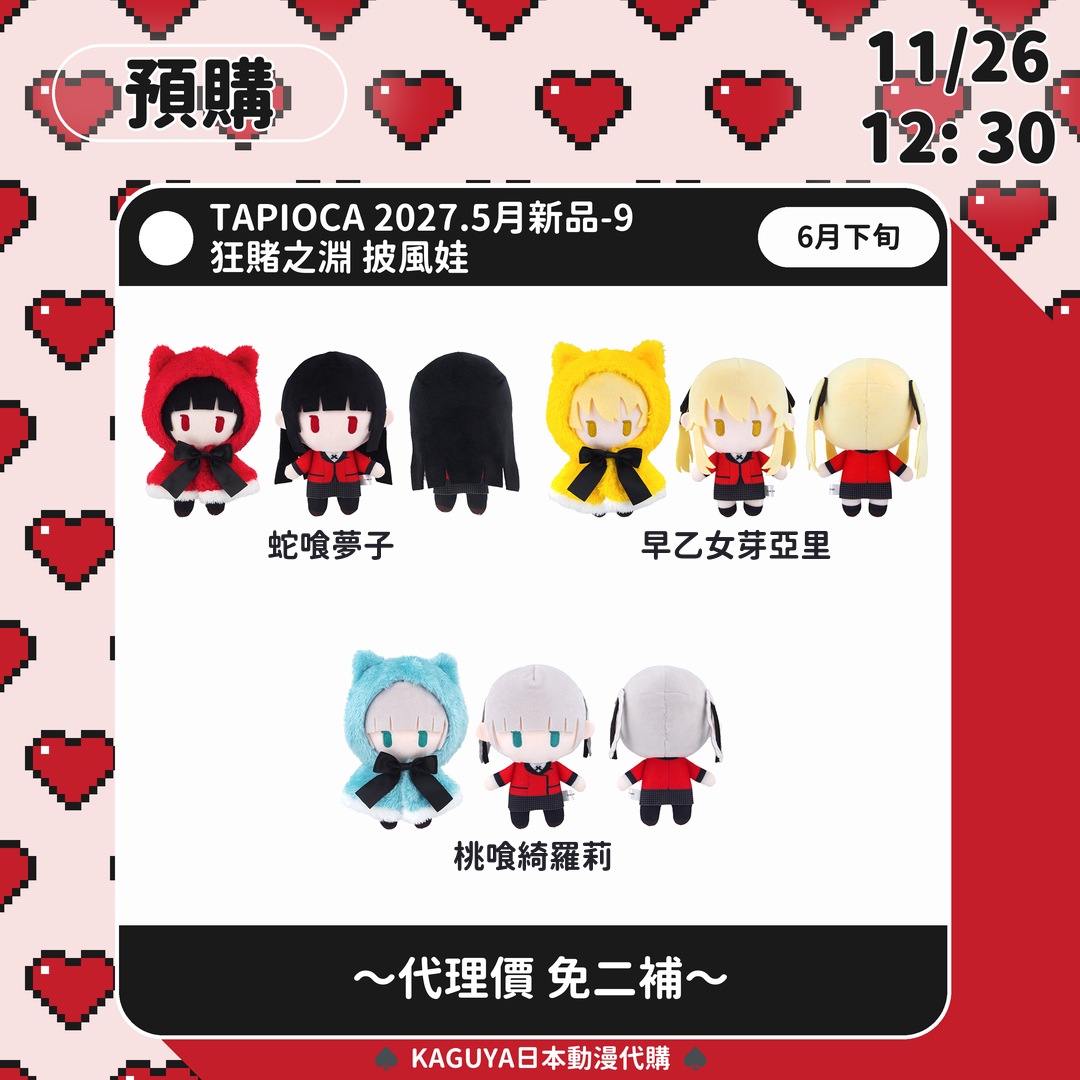 預購
11/26
12: 30
TAPIOCA 2027.5月新品-9
狂賭之淵 披風娃
6月下旬
蛇喰夢子
早乙女芽亞里
桃喰綺羅莉
～代理價 免二補～
♠ KAGUYA日本動漫代購 ♠